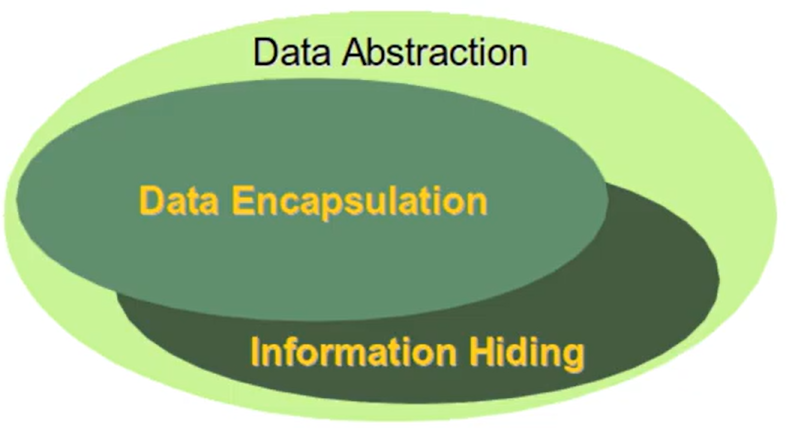 Data Abstraction
Data Encapsulation
Information Hiding